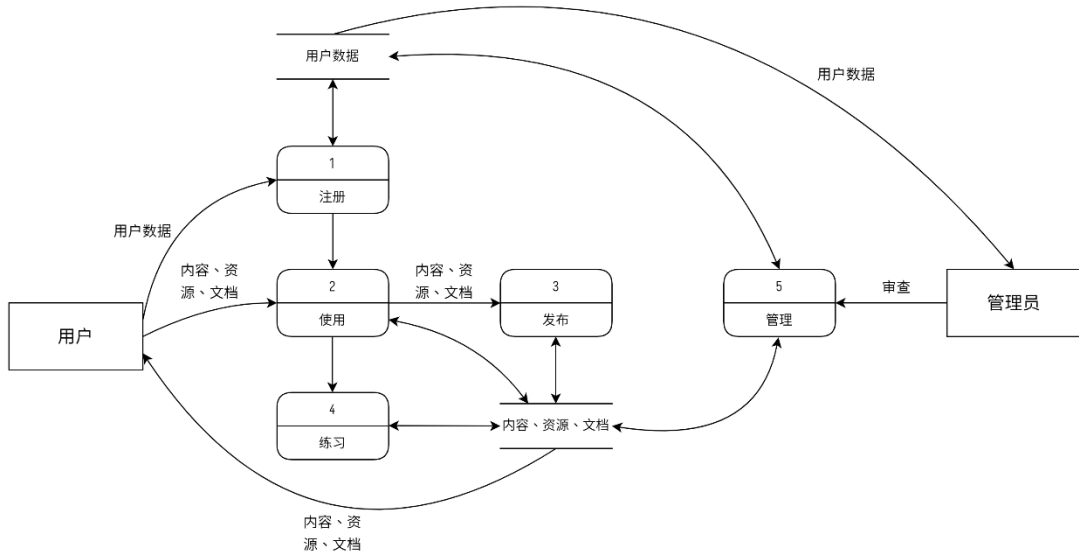 用户数据
用户数据
1
注册
用户数据
内容、资
源、文档
内容、资
源、文档
2
使用
3
发布
5
管理
审查
管理员
用户
4
练习
内容、资源、文档
内容、资
源、文档